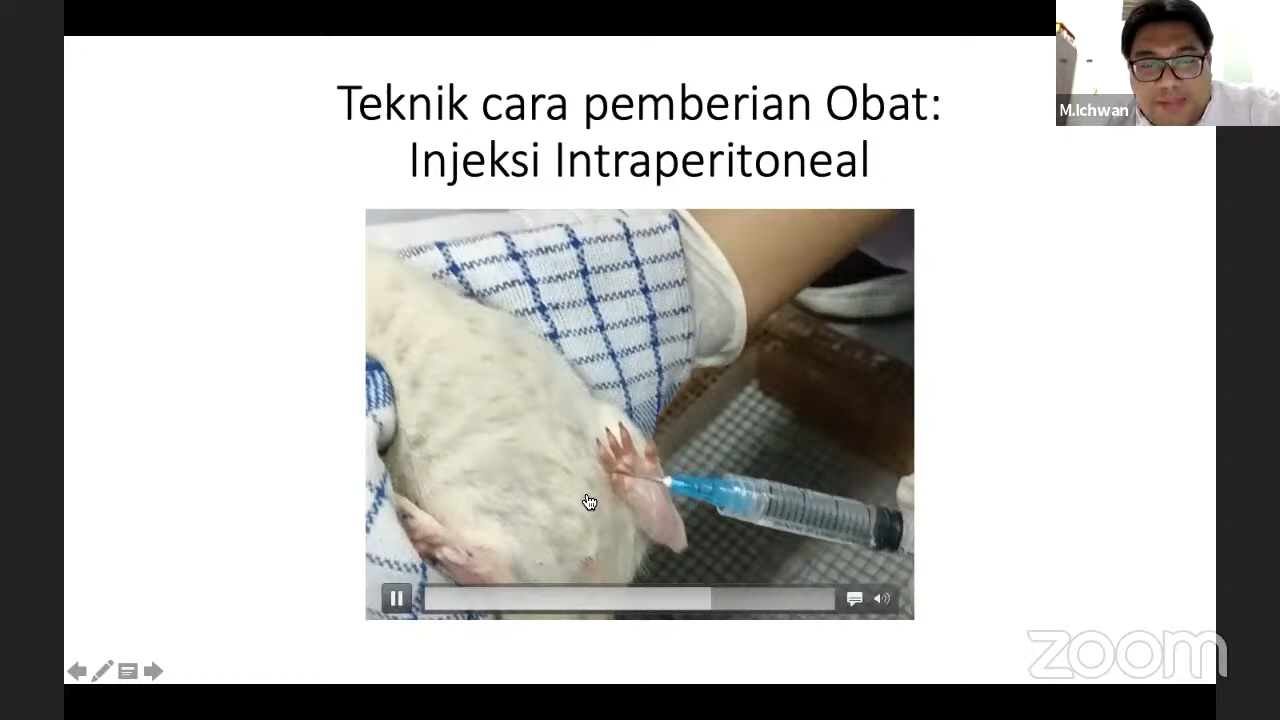 Teknik cara pemberian Obat:
Injeksi Intraperitoneal
M.Ichwan
zoom